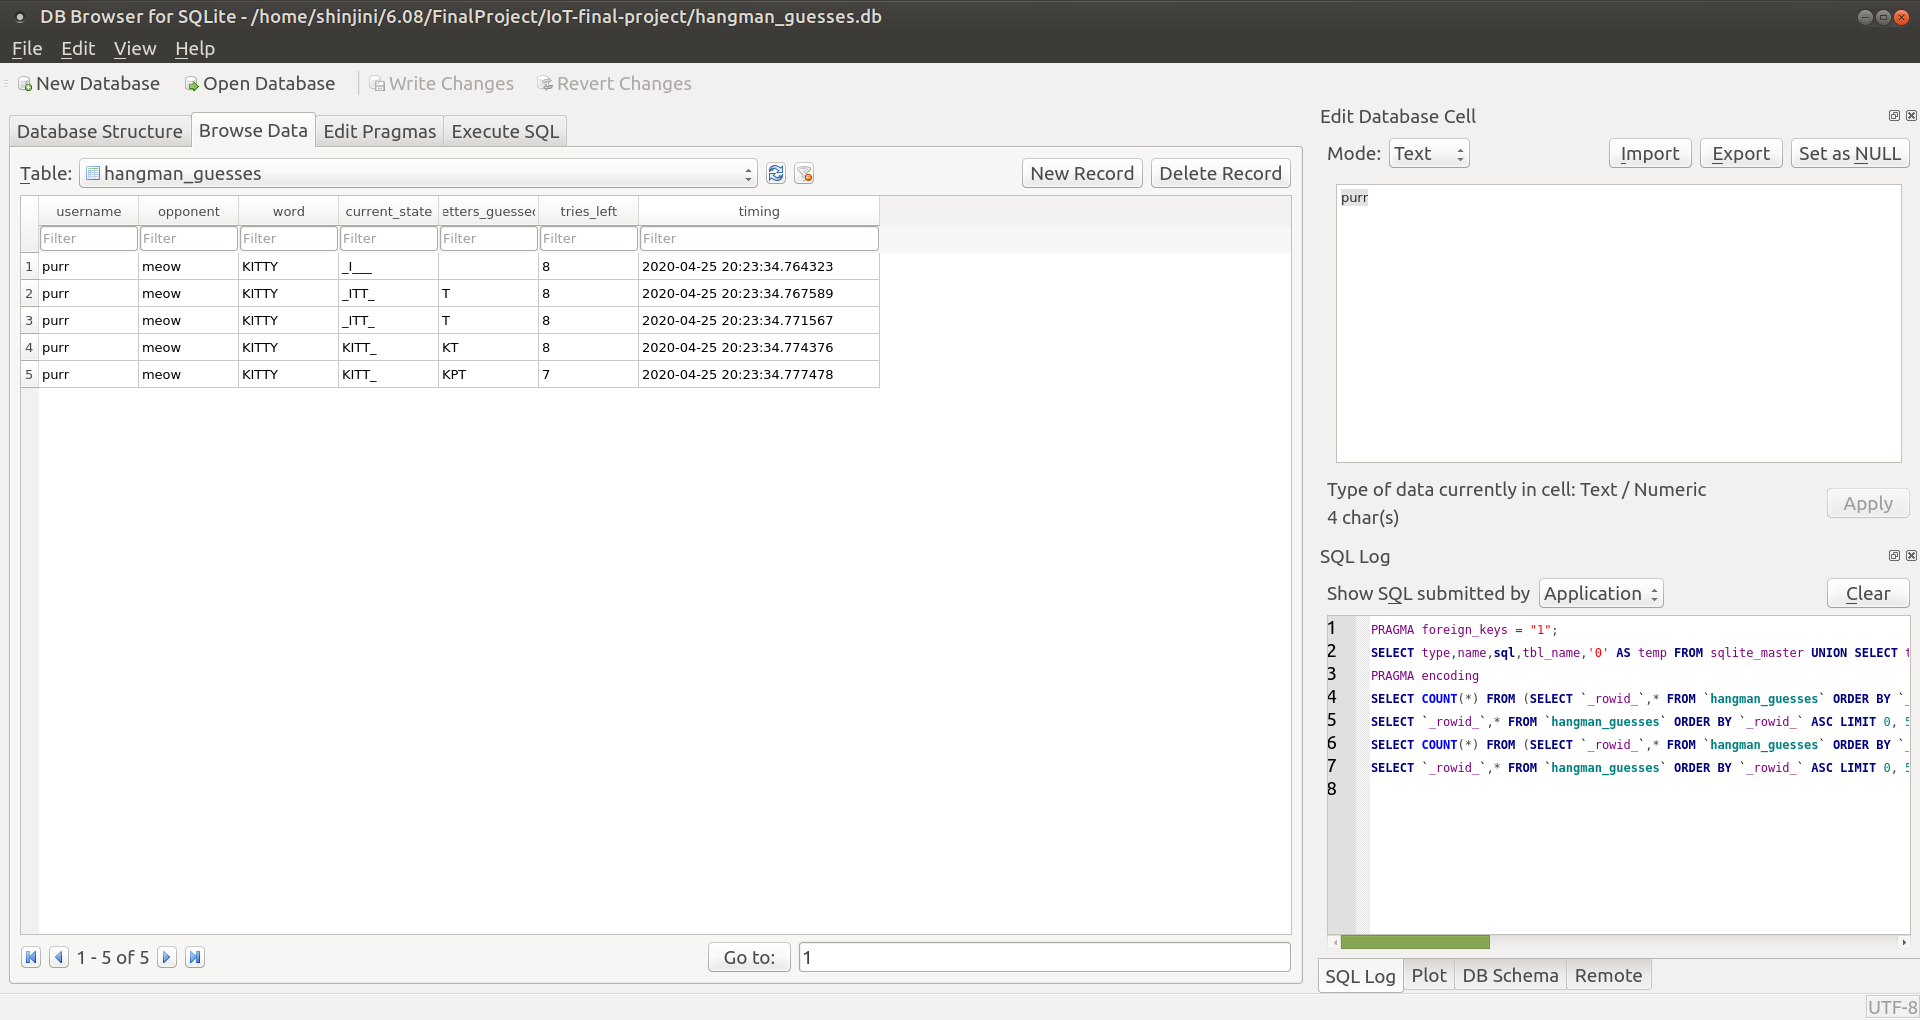 DB Browser for SQLite - /home/shinjini/6.08/FinalProject/IoT-final-project/hangman_guesses.db
File Edit View Help
New Database Open Database Write Changes Revert Changes
Database Structure Browse Data Edit Pragmas Execute SQL
Table: hangman_guesses New Record Delete Record
username opponent word current_state etters_guessed tries_left timing
Filter Filter Filter Filter Filter Filter Filter
1 purr meow KITTY _I___ 8 2020-04-25 20:23:34.764323
2 purr meow KITTY _ITT_ T 8 2020-04-25 20:23:34.767589
3 purr meow KITTY _ITT_ T 8 2020-04-25 20:23:34.771567
4 purr meow KITTY KITT_ KT 8 2020-04-25 20:23:34.774376
5 purr meow KITTY KITT_ KPT 7 2020-04-25 20:23:34.777478
1 - 5 of 5 Go to: 1
Edit Database Cell
Mode: Text Import Export Set as NULL
purr
Type of data currently in cell: Text / Numeric
4 char(s)
Apply
SQL Log
Show SQL submitted by Application Clear
1 PRAGMA foreign_keys = "1";
2 SELECT type,name,sql,tbl_name,'0' AS temp FROM sqlite_master UNION SELECT
3 PRAGMA encoding
4 SELECT COUNT(*) FROM (SELECT `_rowid_`,* FROM `hangman_guesses` ORDER BY `_
5 SELECT `_rowid_`,* FROM `hangman_guesses` ORDER BY `_rowid_` ASC LIMIT 0, 5
6 SELECT COUNT(*) FROM (SELECT `_rowid_`,* FROM `hangman_guesses` ORDER BY `_
7 SELECT `_rowid_`,* FROM `hangman_guesses` ORDER BY `_rowid_` ASC LIMIT 0, 5
8
SQL Log Plot DB Schema Remote
UTF-8